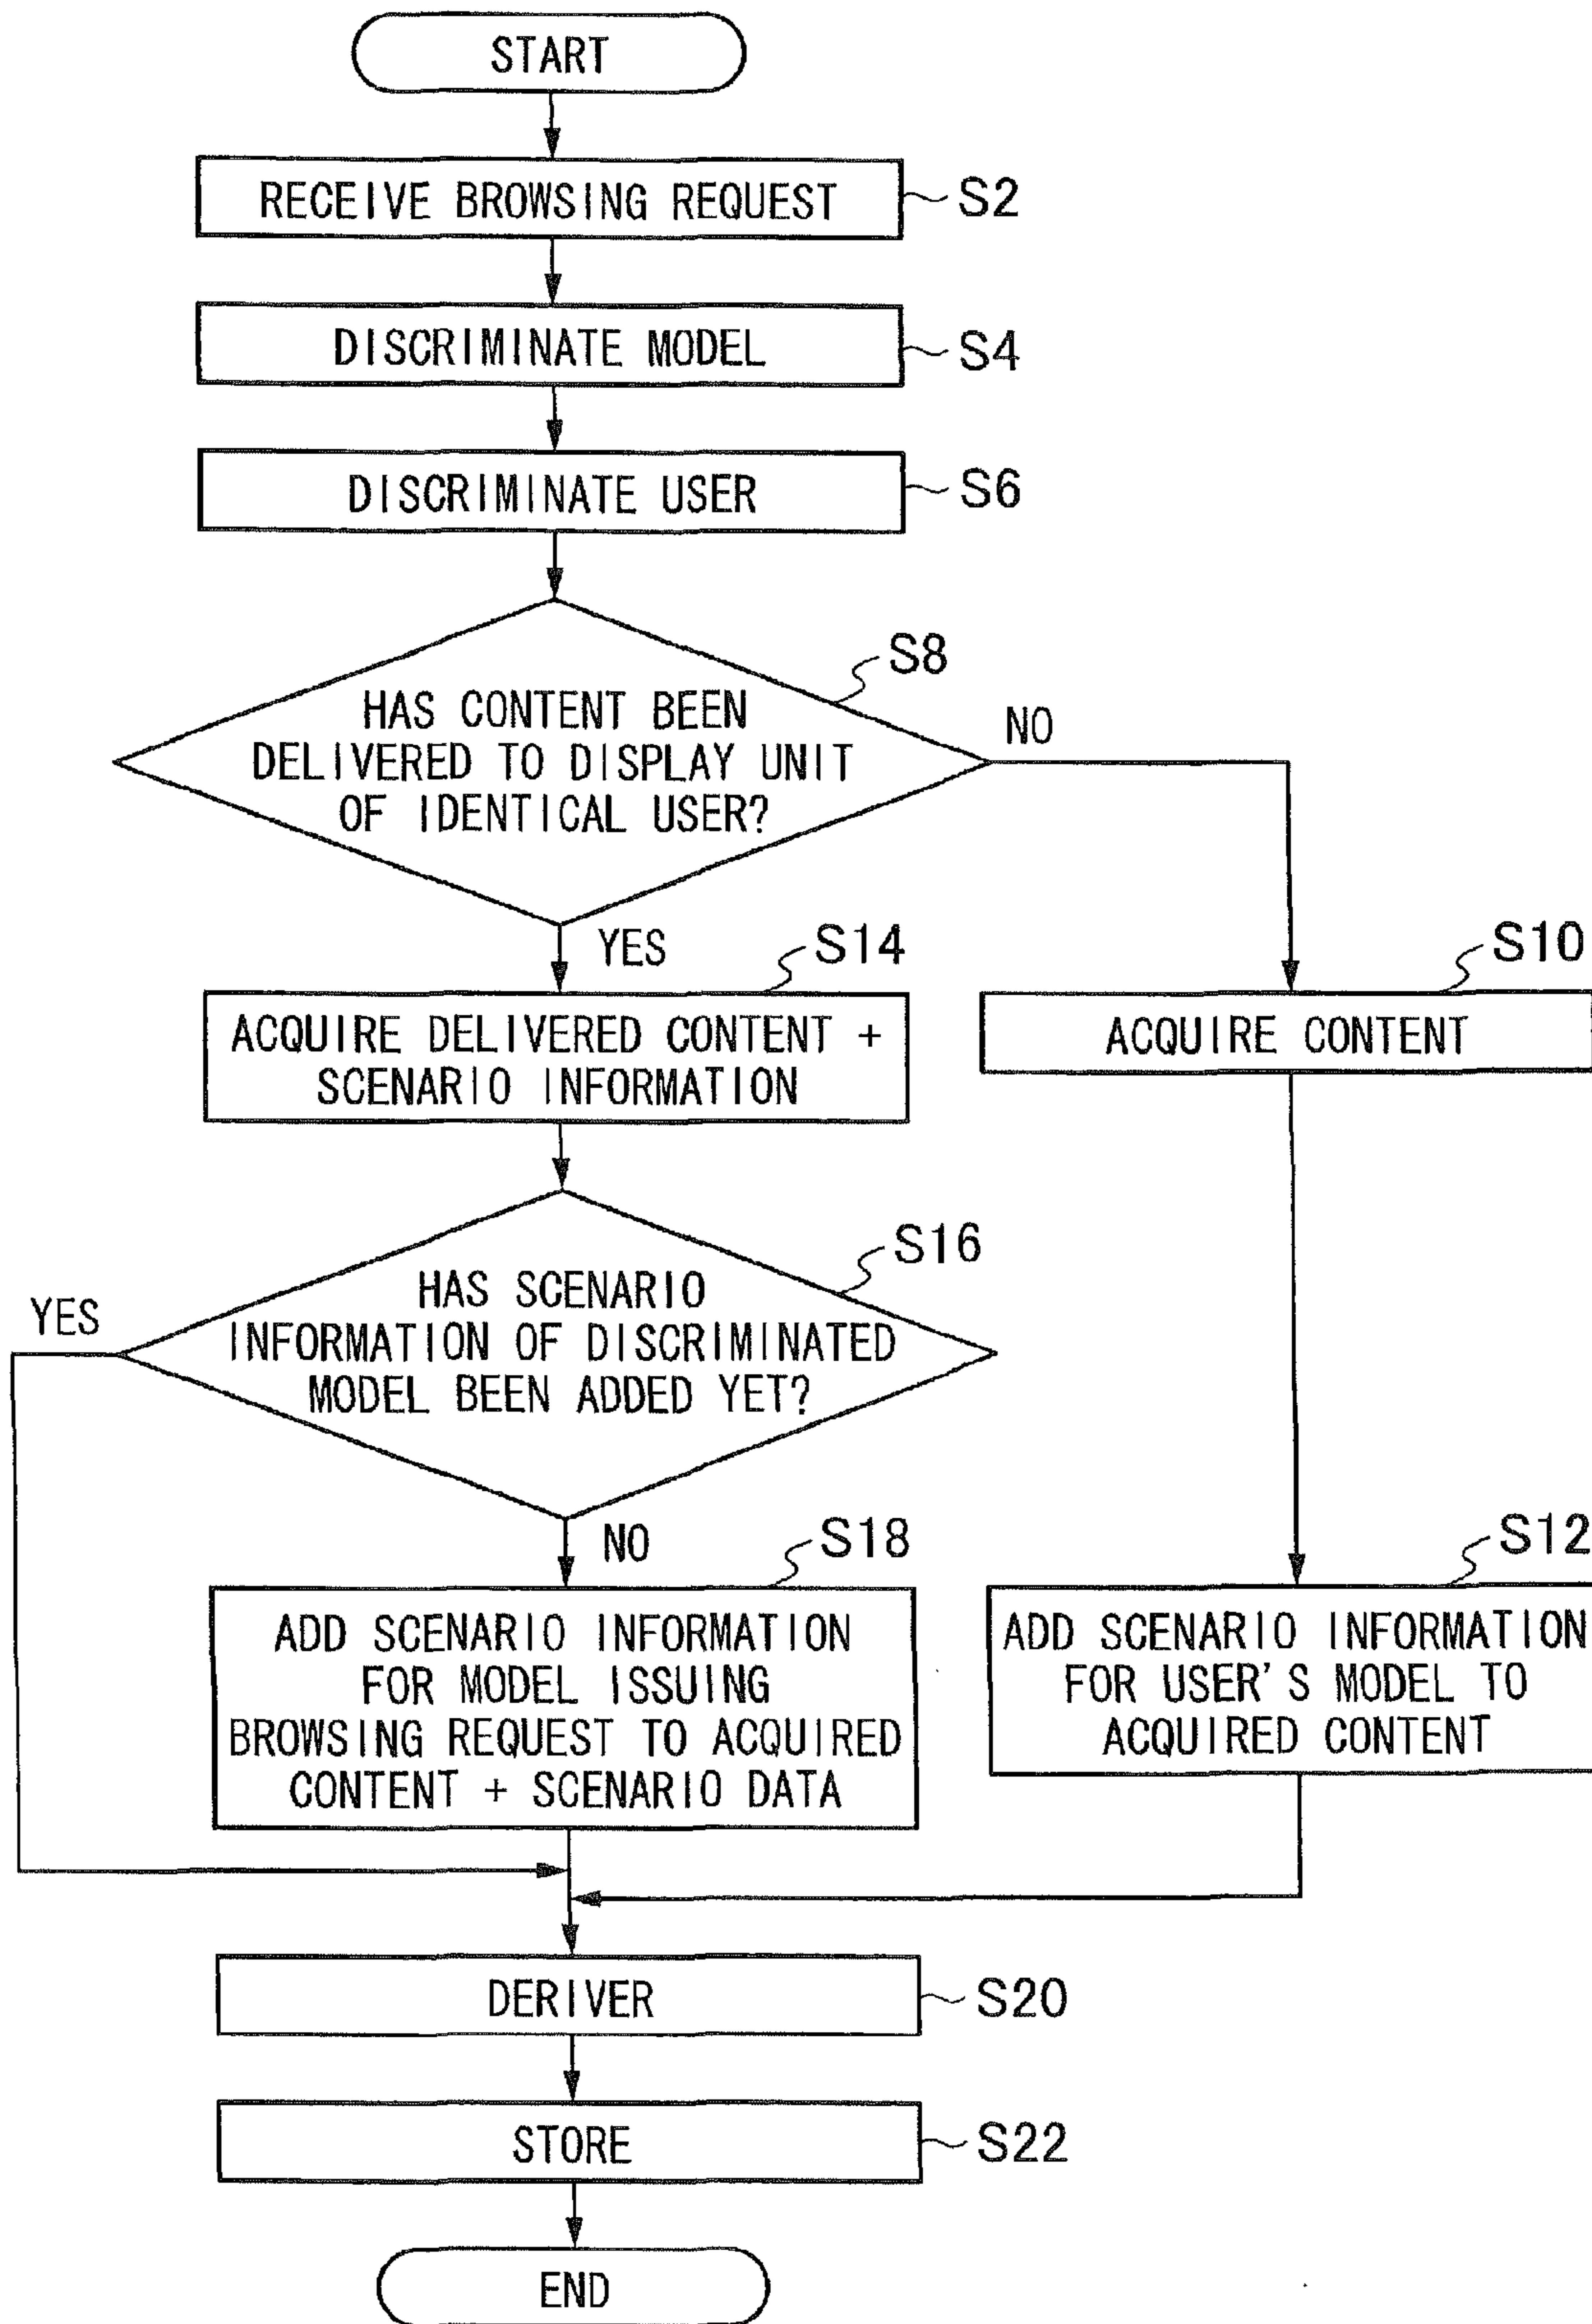 START
RECEIVE BROWSING REQUEST
S2
DISCRIMINATE MODEL
S4
DISCRIMINATE USER
S6
S8
HAS CONTENT BEEN
DELIVERED TO DISPLAY UNIT
OF IDENTICAL USER?
NO
YES
S14
S10
ACQUIRE DELIVERED CONTENT +
SCENARIO INFORMATION
ACQUIRE CONTENT
S16
HAS SCENARIO
INFORMATION OF DISCRIMINATED
MODEL BEEN ADDED YET?
YES
NO
S18
S12
ADD SCENARIO INFORMATION
FOR MODEL ISSUING
BROWSING REQUEST TO ACQUIRED
CONTENT + SCENARIO DATA
ADD SCENARIO INFORMATION
FOR USER'S MODEL TO
ACQUIRED CONTENT
DERIVER
S20
STORE
S22
END